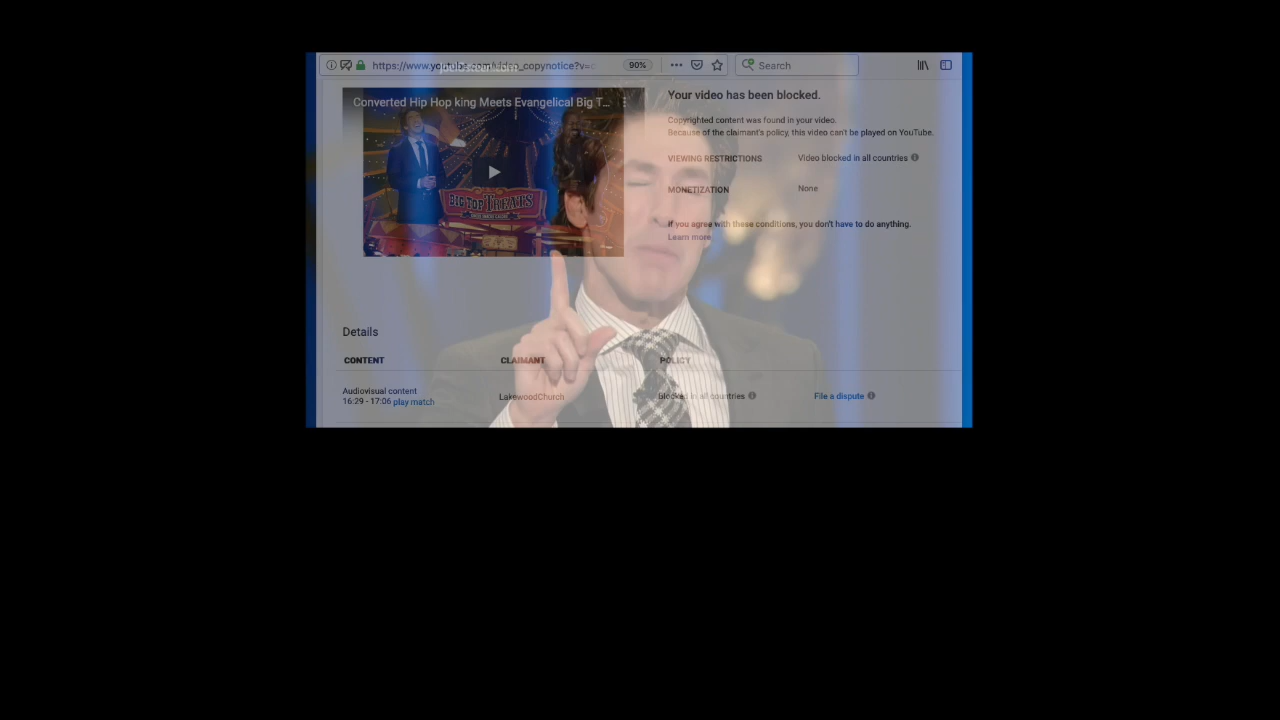 https://www.youtube.com/video_copynotice?v=c
90%
Search
Converted Hip Hop king Meets Evangelical Big T...
BIG TOP TREATS
Your video has been blocked.
Copyrighted content was found in your video.
Because of the claimant's policy, this video can't be played on YouTube.
VIEWING RESTRICTIONS
Video blocked in all countries
MONETIZATION
None
If you agree with these conditions, you don't have to do anything.
Learn more
Details
CONTENT
CLAIMANT
POLICY
Audiovisual content
16:29 - 17:06 play match
LakewoodChurch
Blocked in all countries
File a dispute